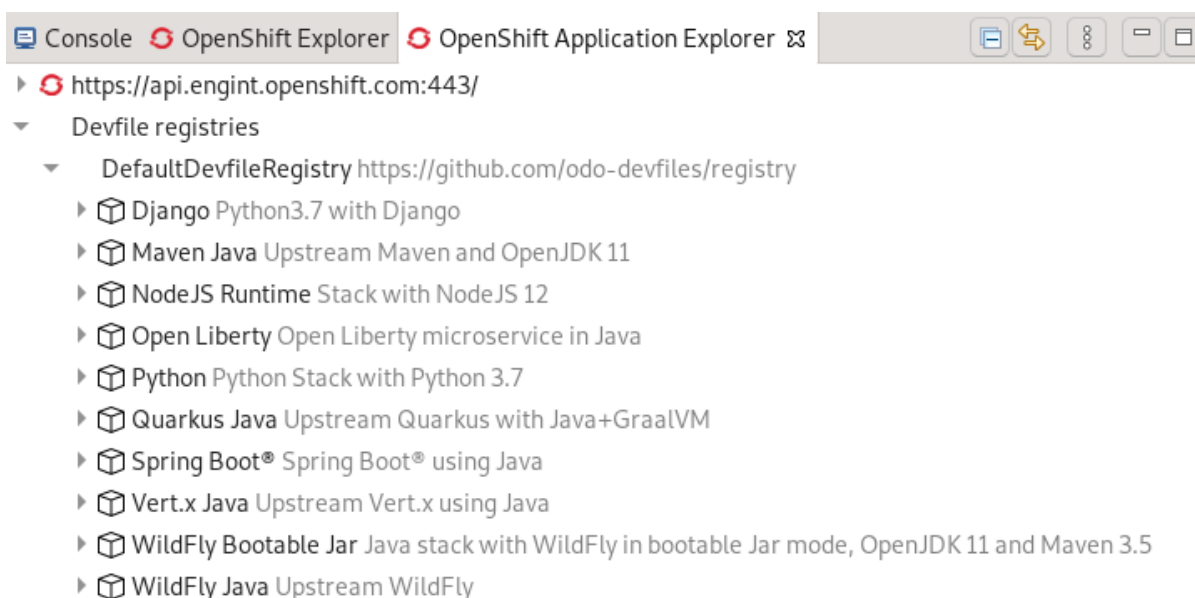 Console OpenShift Explorer OpenShift Application Explorer
https://api.engint.openshift.com:443/
Devfile registries
DefaultDevfileRegistry https://github.com/odo-devfiles/registry
Django Python3.7 with Django
Maven Java Upstream Maven and OpenJDK 11
NodeJS Runtime Stack with NodeJS 12
Open Liberty Open Liberty microservice in Java
Python Python Stack with Python 3.7
Quarkus Java Upstream Quarkus with Java+GraalVM
Spring Boot® Spring Boot® using Java
Vert.x Java Upstream Vert.x using Java
WildFly Bootable Jar Java stack with WildFly in bootable Jar mode, OpenJDK 11 and Maven 3.5
WildFly Java Upstream WildFly